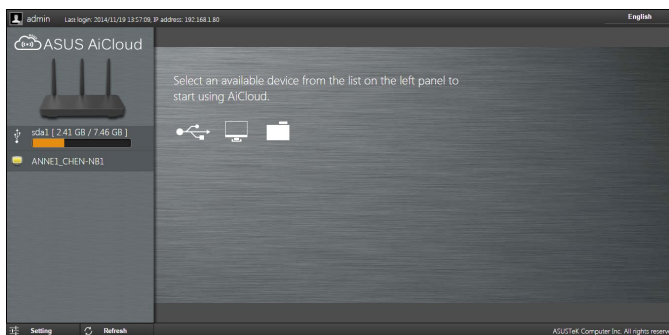 admin Last login: 2014/11/19 13:57:09, IP address: 192.168.1.80
English
ASUS AiCloud
Select an available device from the list on the left panel to
start using AiCloud.
sda1 [ 2.41 GB / 7.46 GB ]
ANNE1_CHEN-NB1
Setting Refresh
ASUSTeK Computer Inc. All rights reserve